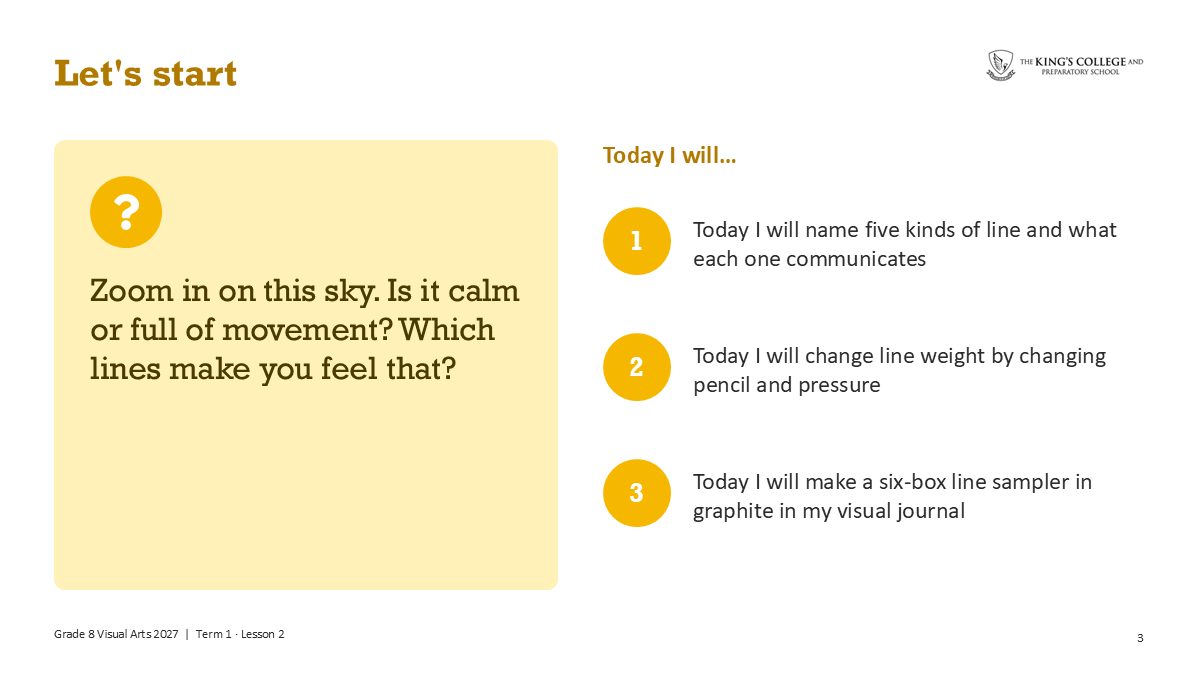 Let's start
THE KING'S COLLEGE AND
PREPARATORY SCHOOL
?
Zoom in on this sky. Is it calm
or full of movement? Which
lines make you feel that?
Today I will...
1
Today I will name five kinds of line and what
each one communicates
2
Today I will change line weight by changing
pencil and pressure
3
Today I will make a six-box line sampler in
graphite in my visual journal
Grade 8 Visual Arts 2027 | Term 1 · Lesson 2
3